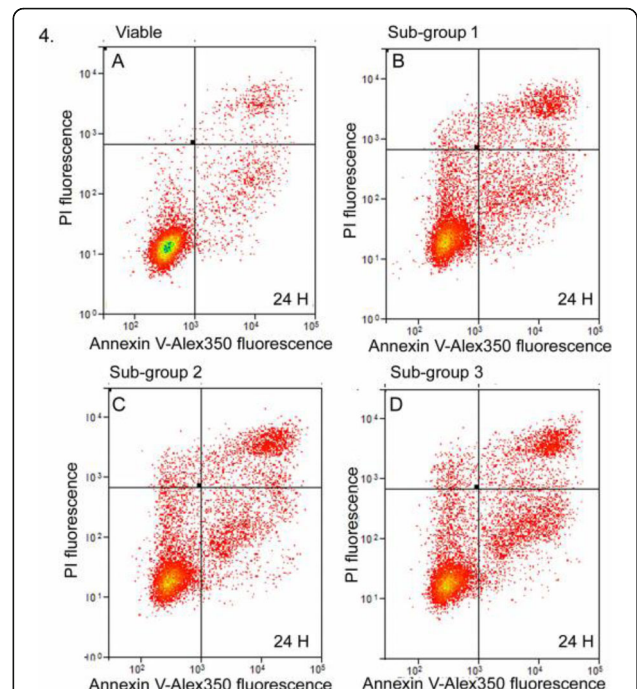 4.
Viable
Sub-group 1
A
B
PI fluorescence
PI fluorescence
10⁴
10³
10²
10¹
10⁰
10⁴
10³
10²
10¹
10⁰
24 H
24 H
10² 10³ 10⁴ 10⁵
10² 10³ 10⁴ 10⁵
Annexin V-Alex350 fluorescence
Annexin V-Alex350 fluorescence
Sub-group 2
Sub-group 3
C
D
PI fluorescence
PI fluorescence
10⁴
10³
10²
10¹
10⁰
10⁴
10³
10²
10¹
24 H
24 H
10² 10³ 10⁴ 10⁵
10² 10³ 10⁴ 10⁵
Annexin V-Alex350 fluorescence
Annexin V-Alex350 fluorescence